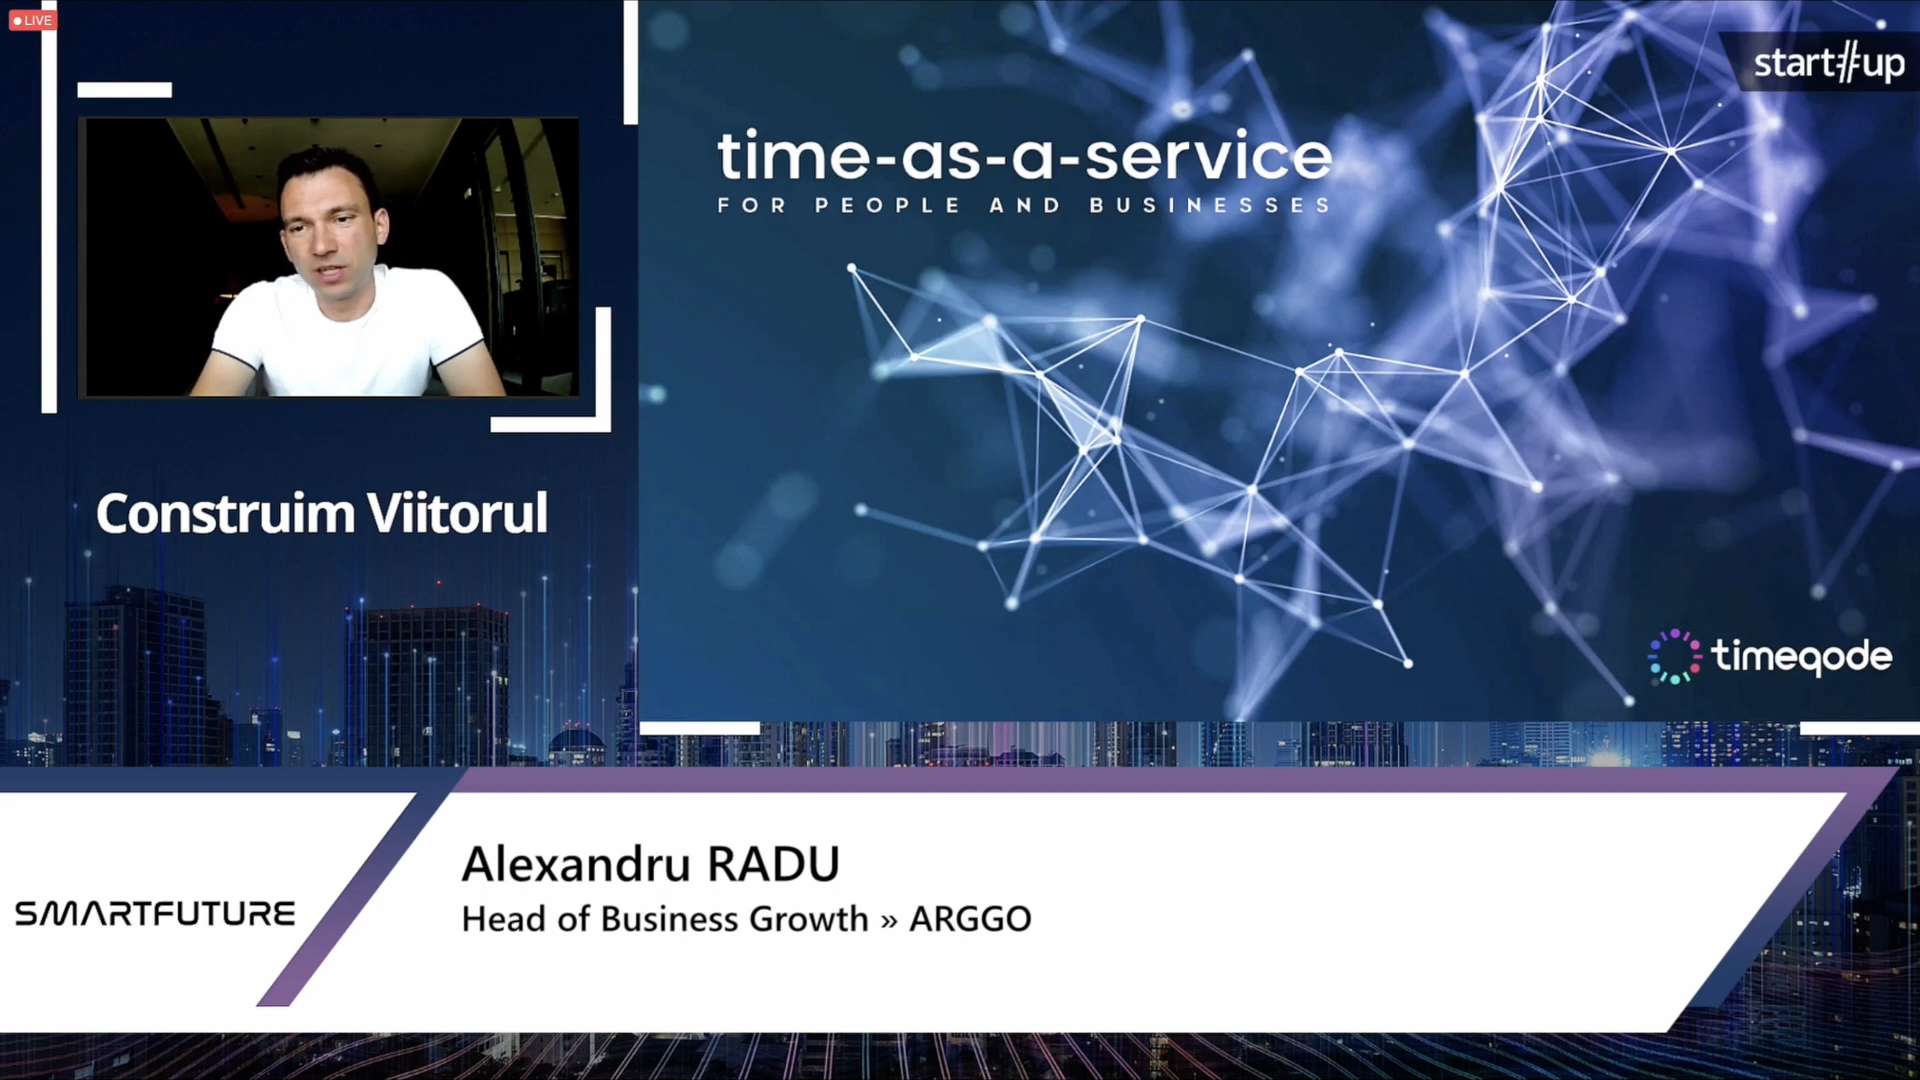 LIVE
start#up
time-as-a-service
FOR PEOPLE AND BUSINESSES
Construim Viitorul
timeqode
Alexandru RADU
Head of Business Growth » ARGGO
SMARTFUTURE